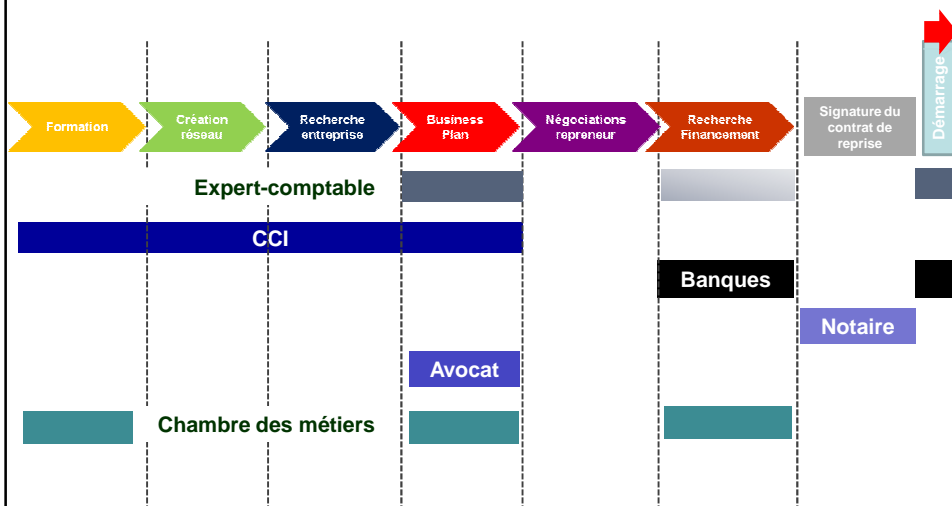 Formation
Création
réseau
Recherche
entreprise
Business
Plan
Négociations
repreneur
Recherche
Financement
Signature du
contrat de
reprise
Démarrage
Expert-comptable
CCI
Banques
Notaire
Avocat
Chambre des métiers